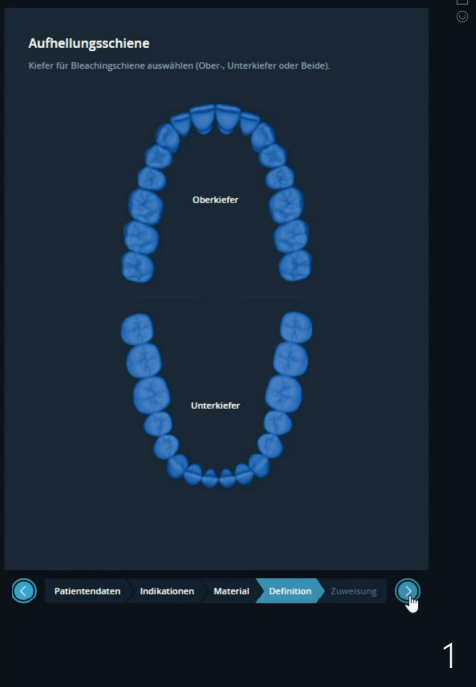 Aufhellungsschiene
Kiefer für Bleachingschiene auswählen (Ober-, Unterkiefer oder Beide).
Oberkiefer
Unterkiefer
Patientendaten Indikationen Material Definition Zuweisung
1